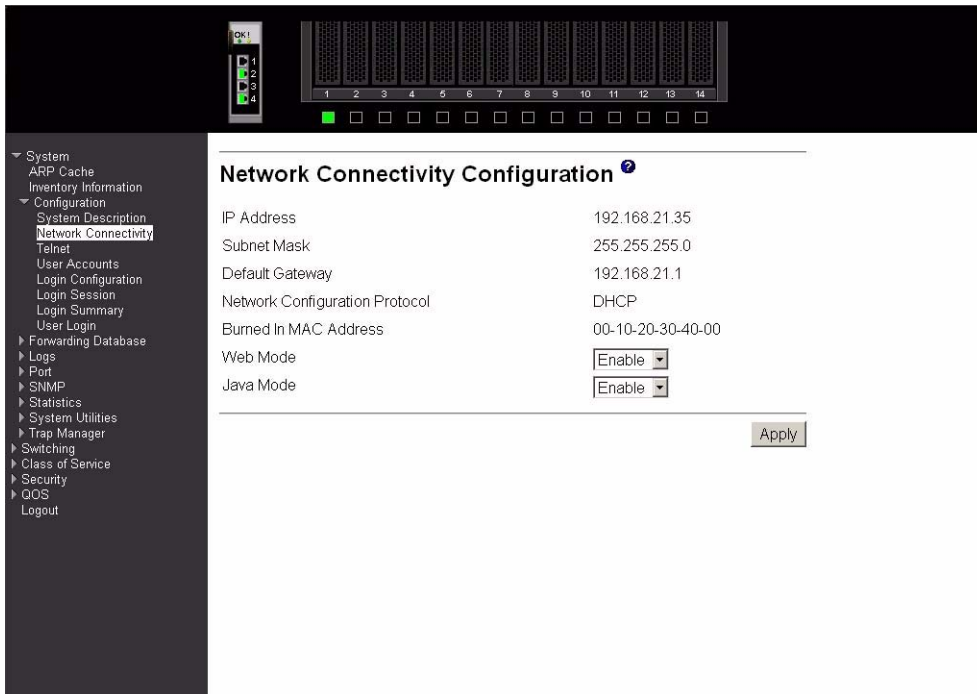 OK!
1
2
3
4
1 2 3 4 5 6 7 8 9 10 11 12 13 14
System
ARP Cache
Inventory Information
Configuration
System Description
Network Connectivity
Telnet
User Accounts
Login Configuration
Login Session
Login Summary
User Login
Forwarding Database
Logs
Port
SNMP
Statistics
System Utilities
Trap Manager
Switching
Class of Service
Security
QOS
Logout
Network Connectivity Configuration ?
IP Address 192.168.21.35
Subnet Mask 255.255.255.0
Default Gateway 192.168.21.1
Network Configuration Protocol DHCP
Burned In MAC Address 00-10-20-30-40-00
Web Mode Enable
Java Mode Enable
Apply